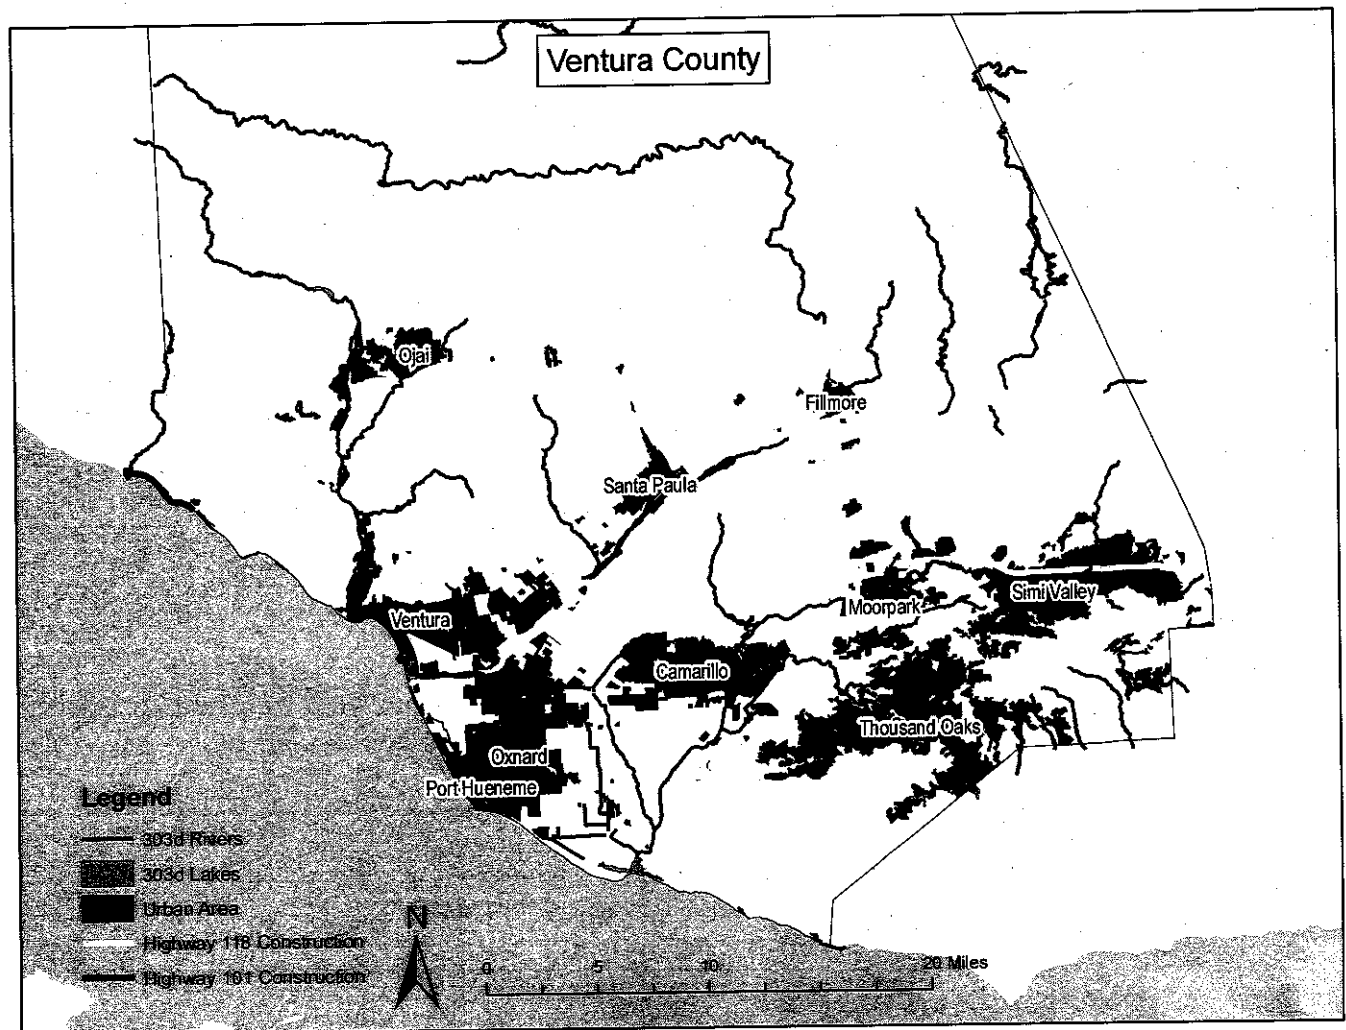 Ventura County
Ojai
Fillmore
Santa Paula
Simi Valley
Moorpark
Ventura
Camarillo
Thousand Oaks
Oxnard
Port Hueneme
Legend
303d Rivers
303d Lakes
Urban Area
Highway 118 Construction
Highway 101 Construction
N
0 5 10 20 Miles